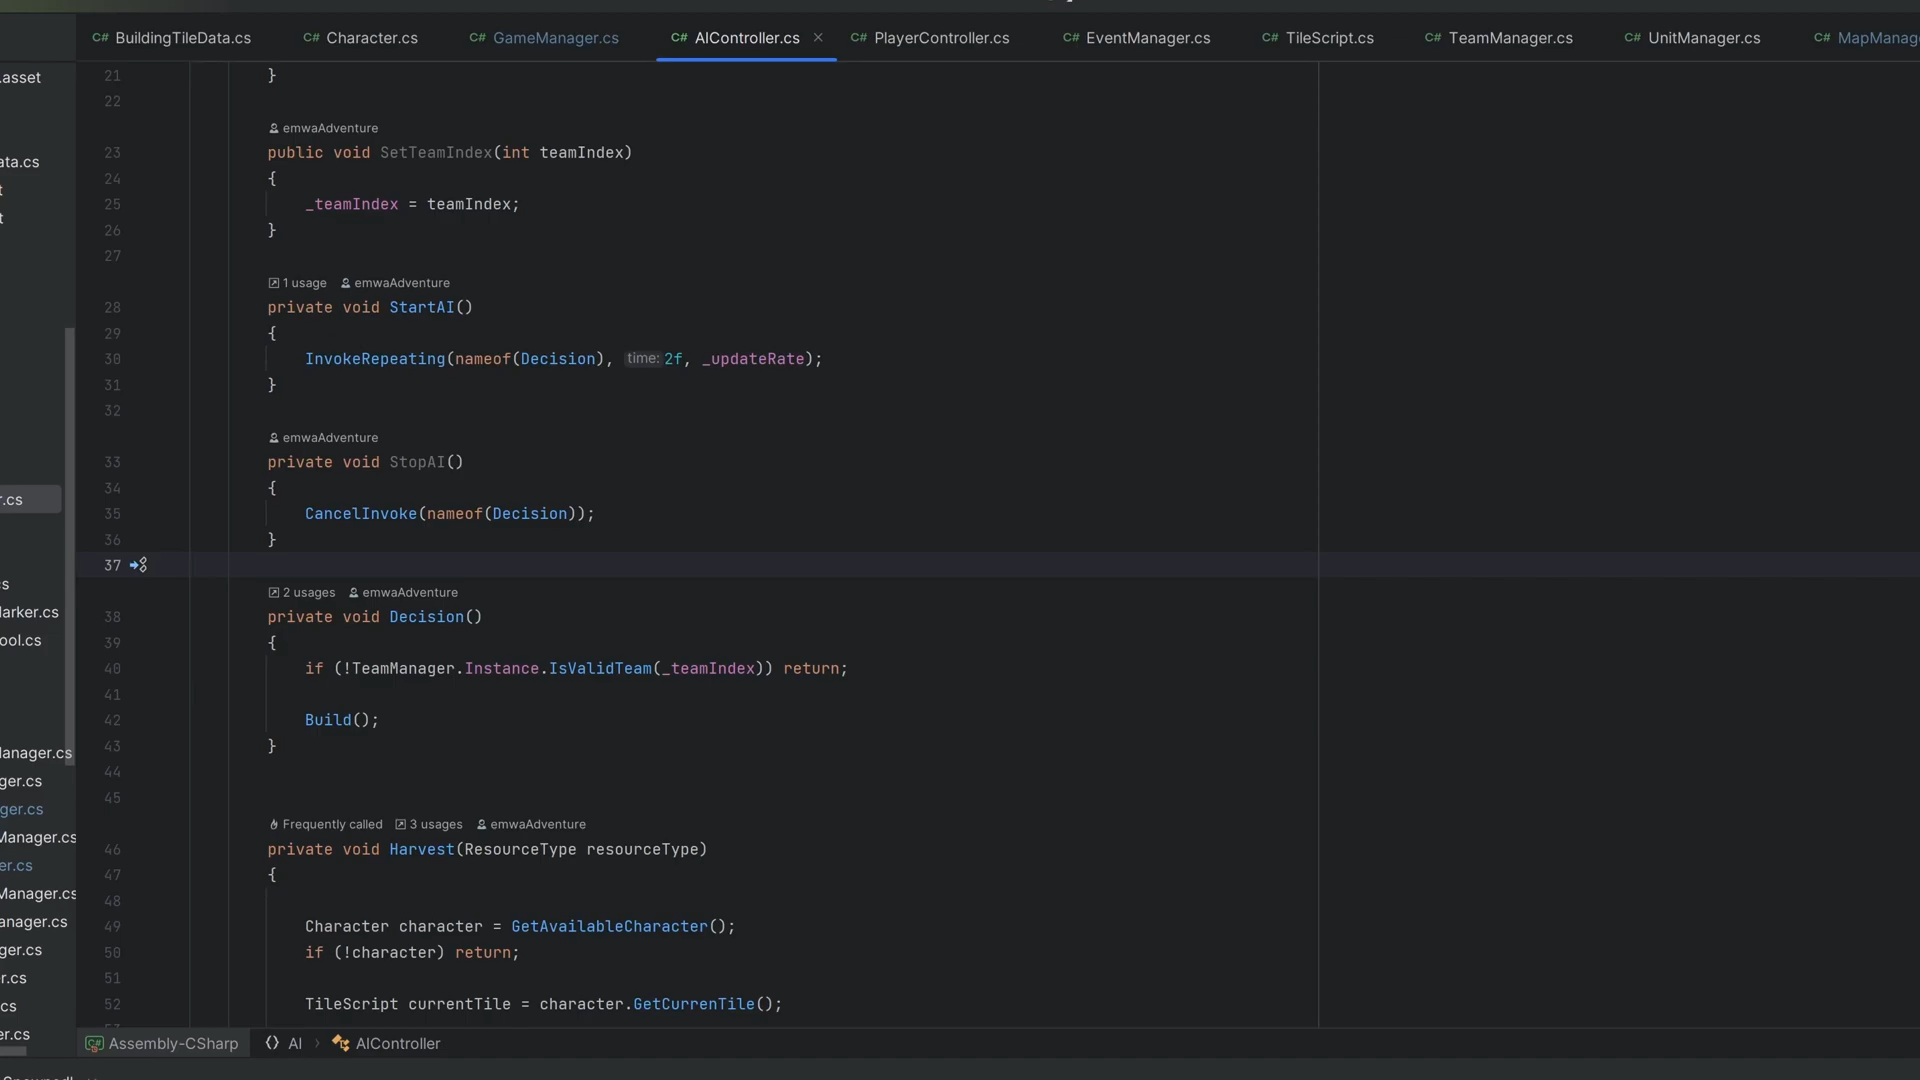 C# BuildingTileData.cs C# Character.cs C# GameManager.cs C# AIController.cs C# PlayerController.cs C# EventManager.cs C# TileScript.cs C# TeamManager.cs C# UnitManager.cs C# MapManag
.asset
ata.cs
t
t
r.cs
cs
Marker.cs
ool.cs
Manager.cs
ger.cs
ger.cs
Manager.cs
er.cs
Manager.cs
anager.cs
ger.cs
r.cs
cs
er.cs
21 }
22
emwaAdventure
23 public void SetTeamIndex(int teamIndex)
24 {
25 _teamIndex = teamIndex;
26 }
27
1 usage emwaAdventure
28 private void StartAI()
29 {
30 InvokeRepeating(nameof(Decision), time: 2f, _updateRate);
31 }
32
emwaAdventure
33 private void StopAI()
34 {
35 CancelInvoke(nameof(Decision));
36 }
37
2 usages emwaAdventure
38 private void Decision()
39 {
40 if (!TeamManager.Instance.IsValidTeam(_teamIndex)) return;
41
42 Build();
43 }
44
45
Frequently called 3 usages emwaAdventure
46 private void Harvest(ResourceType resourceType)
47 {
48
49 Character character = GetAvailableCharacter();
50 if (!character) return;
51
52 TileScript currentTile = character.GetCurrenTile();
C# Assembly-CSharp AI AIController